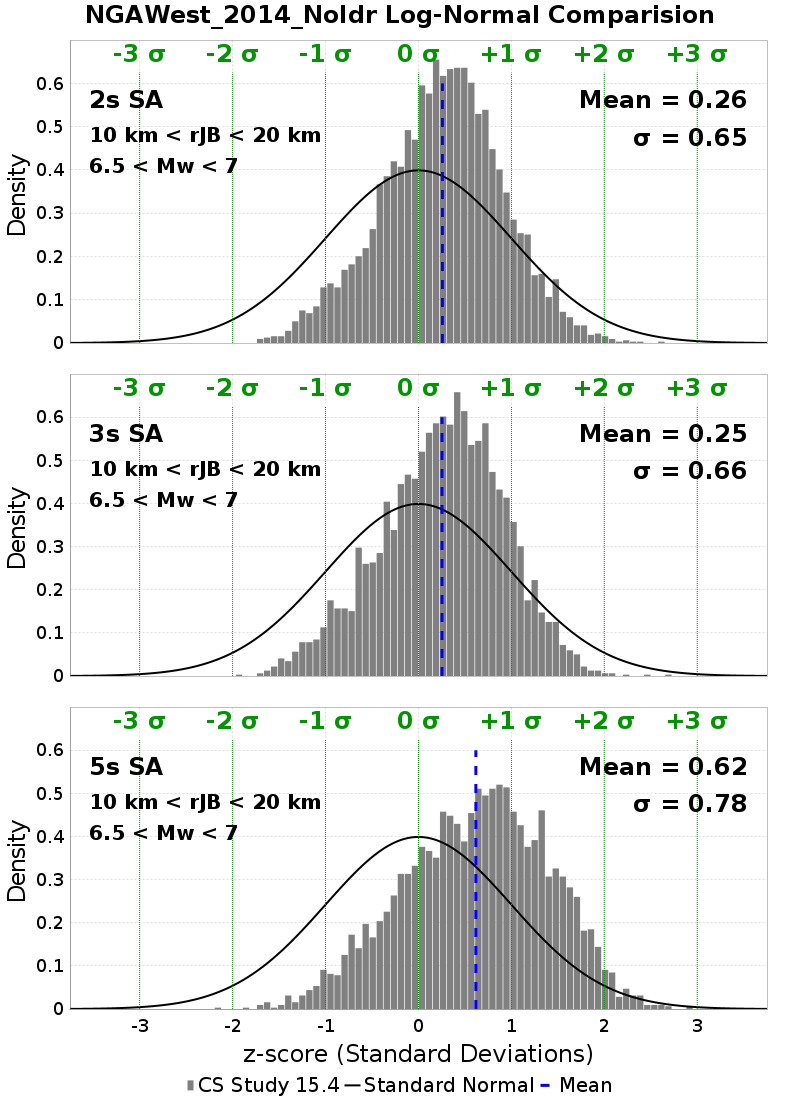 NGAWest_2014_NoIdr Log-Normal Comparision
-3 σ -2 σ -1 σ 0 σ +1 σ +2 σ +3 σ
2s SA
10 km < rJB < 20 km
6.5 < Mw < 7
Mean = 0.26
σ = 0.65
Density
0.6
0.5
0.4
0.3
0.2
0.1
0
-3 σ -2 σ -1 σ 0 σ +1 σ +2 σ +3 σ
3s SA
10 km < rJB < 20 km
6.5 < Mw < 7
Mean = 0.25
σ = 0.66
Density
0.6
0.5
0.4
0.3
0.2
0.1
0
-3 σ -2 σ -1 σ 0 σ +1 σ +2 σ +3 σ
5s SA
10 km < rJB < 20 km
6.5 < Mw < 7
Mean = 0.62
σ = 0.78
Density
0.6
0.5
0.4
0.3
0.2
0.1
0
-3 -2 -1 0 1 2 3
z-score (Standard Deviations)
CS Study 15.4 Standard Normal Mean